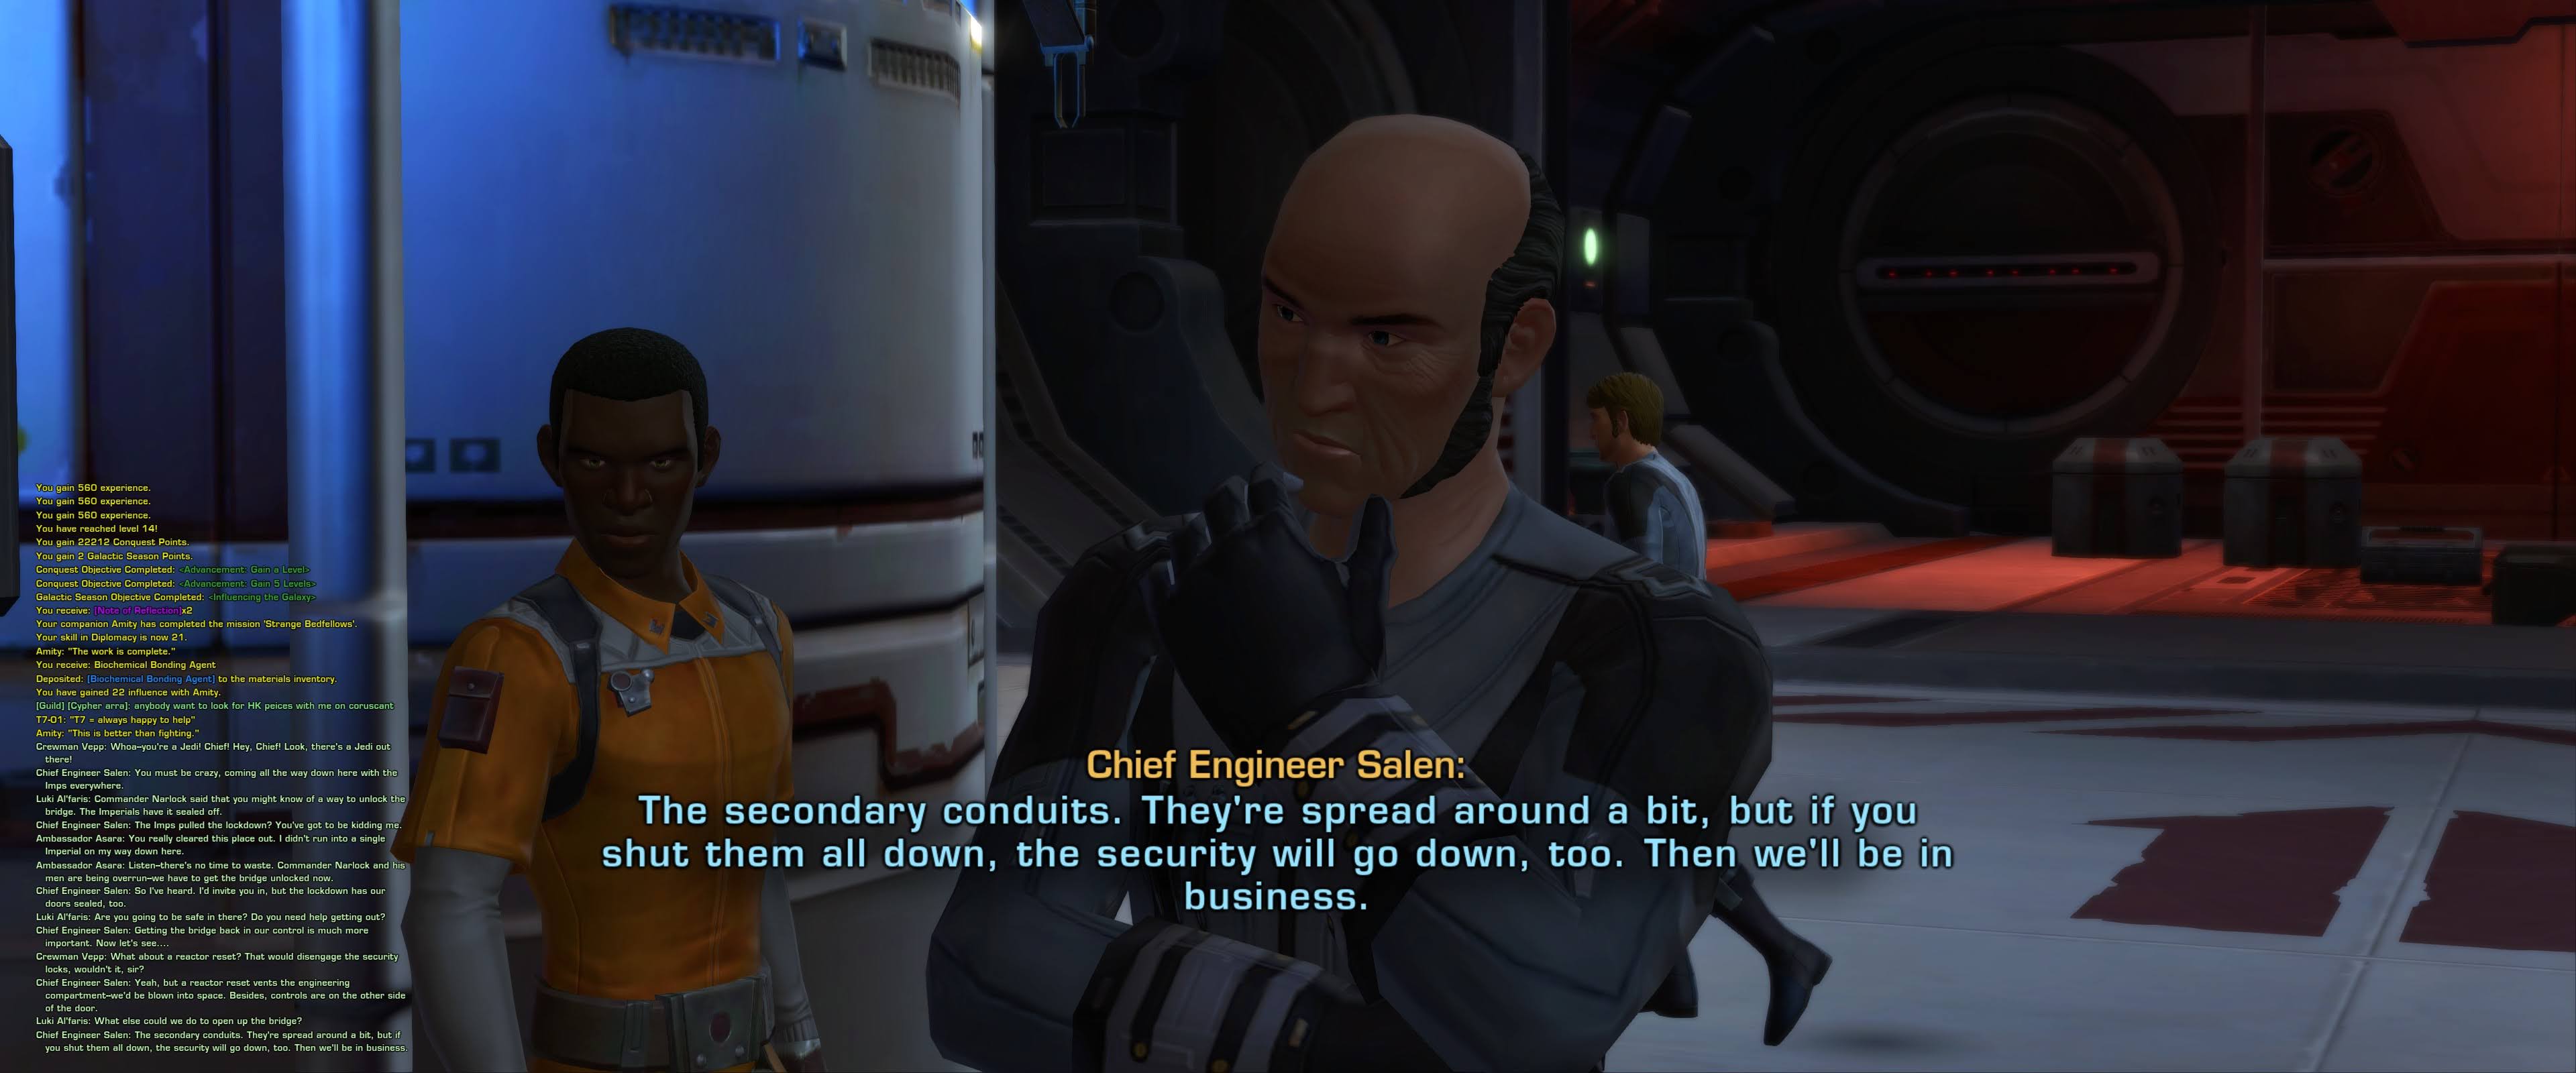 You gain 560 experience.
You gain 560 experience.
You gain 560 experience.
You have reached level 14!
You gain 22212 Conquest Points.
You gain 2 Galactic Season Points.
Conquest Objective Completed: <Advancement: Gain a Level>
Conquest Objective Completed: <Advancement: Gain 5 Levels>
Galactic Season Objective Completed: <Influencing the Galaxy>
You receive: [Note of Reflection]x2
Your companion Amity has completed the mission 'Strange Bedfellows'.
Your skill in Diplomacy is now 21.
Amity: "The work is complete."
You receive: Biochemical Bonding Agent
Deposited: [Biochemical Bonding Agent] to the materials inventory.
You have gained 22 influence with Amity.
[Guild] [Cypher arra]: anybody want to look for HK peices with me on coruscant
T7-01: "T7 = always happy to help"
Amity: "This is better than fighting."
Crewman Vepp: Whoa–you're a Jedi! Chief! Hey, Chief! Look, there's a Jedi out
there!
Chief Engineer Salen: You must be crazy, coming all the way down here with the
Imps everywhere.
Luki Al'faris: Commander Narlock said that you might know of a way to unlock the
bridge. The Imperials have it sealed off.
Chief Engineer Salen: The Imps pulled the lockdown? You've got to be kidding me.
Ambassador Asara: You really cleared this place out. I didn't run into a single
Imperial on my way down here.
Ambassador Asara: Listen–there's no time to waste. Commander Narlock and his
men are being overrun–we have to get the bridge unlocked now.
Chief Engineer Salen: So I've heard. I'd invite you in, but the lockdown has our
doors sealed, too.
Luki Al'faris: Are you going to be safe in there? Do you need help getting out?
Chief Engineer Salen: Getting the bridge back in our control is much more
important. Now let's see....
Crewman Vepp: What about a reactor reset? That would disengage the security
locks, wouldn't it, sir?
Chief Engineer Salen: Yeah, but a reactor reset vents the engineering
compartment–we'd be blown into space. Besides, controls are on the other side
of the door.
Luki Al'faris: What else could we do to open up the bridge?
Chief Engineer Salen: The secondary conduits. They're spread around a bit, but if
you shut them all down, the security will go down, too. Then we'll be in business.
Chief Engineer Salen:
The secondary conduits. They're spread around a bit, but if you
shut them all down, the security will go down, too. Then we'll be in
business.